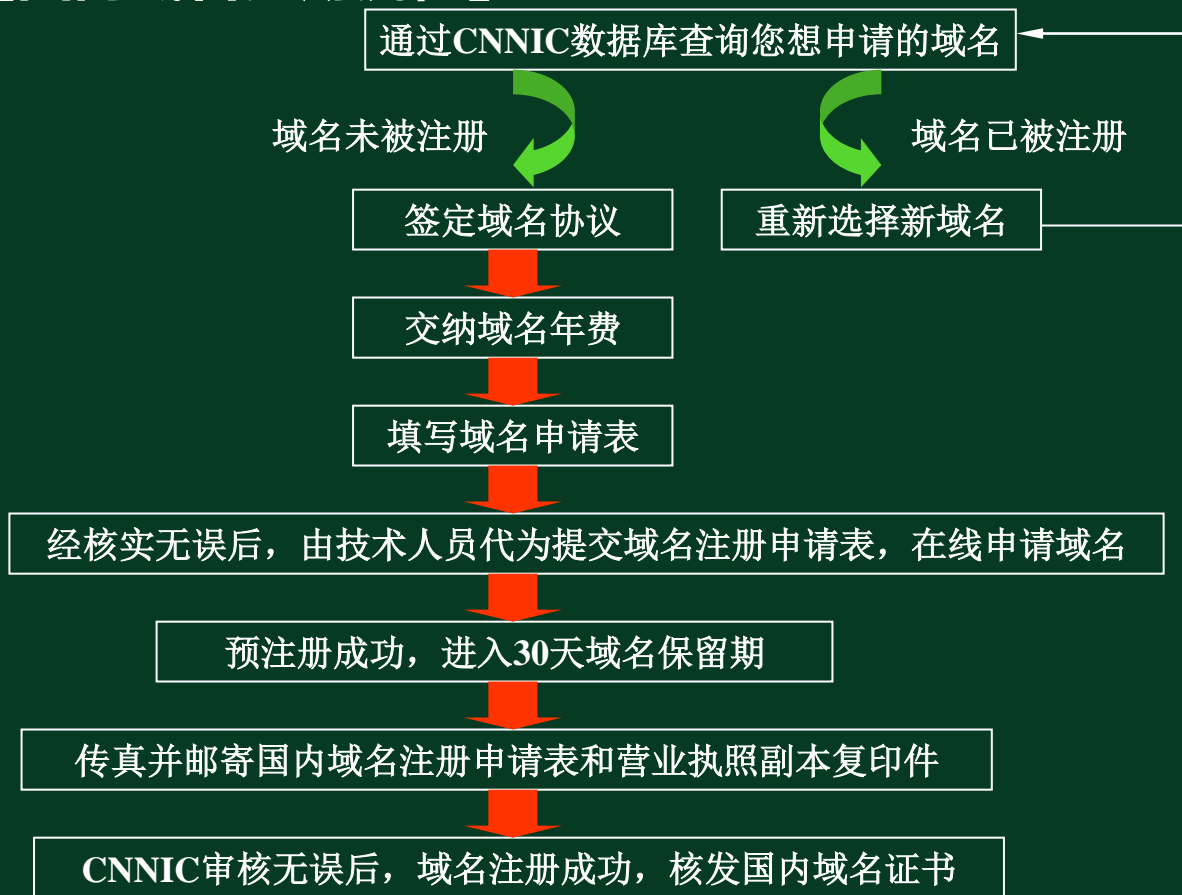 通过CNNIC数据库查询您想申请的域名
域名未被注册
域名已被注册
签定域名协议
重新选择新域名
交纳域名年费
填写域名申请表
经核实无误后，由技术人员代为提交域名注册申请表，在线申请域名
预注册成功，进入30天域名保留期
传真并邮寄国内域名注册申请表和营业执照副本复印件
CNNIC审核无误后，域名注册成功，核发国内域名证书